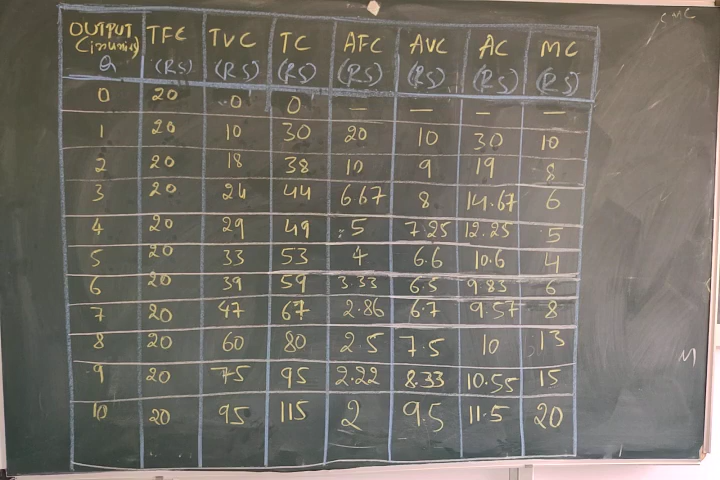 OUTPUT (in units) Q TFC (RS) TVC (RS) TC (RS) AFC (RS) AVC (RS) AC (RS) MC (RS)
0 20 0 0 — — — —
1 20 10 30 20 10 30 10
2 20 18 38 10 9 19 8
3 20 24 44 6.67 8 14.67 6
4 20 29 49 5 7.25 12.25 5
5 20 33 53 4 6.6 10.6 4
6 20 39 59 3.33 6.5 9.83 6
7 20 47 67 2.86 6.7 9.57 8
8 20 60 80 2.5 7.5 10 13
9 20 75 95 2.22 8.33 10.55 15
10 20 95 115 2 9.5 11.5 20
M